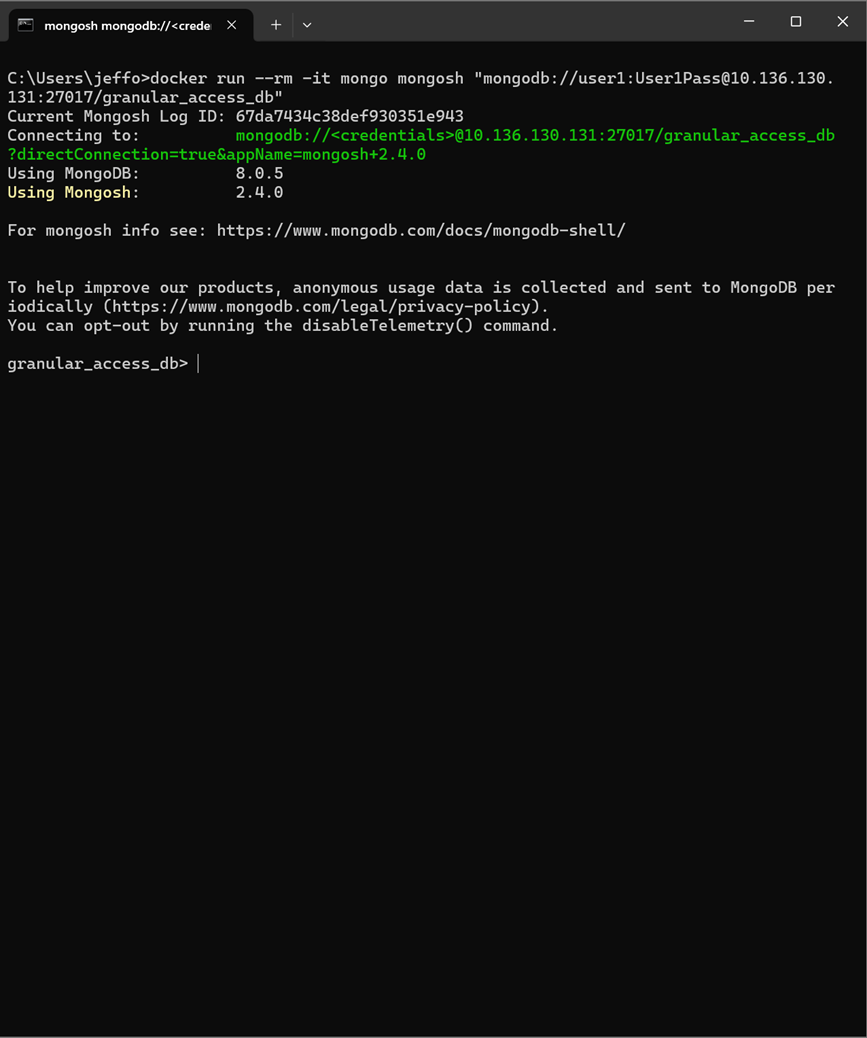 mongosh mongodb://<crede
C:\Users\jeffo>docker run --rm -it mongo mongosh "mongodb://user1:User1Pass@10.136.130.
131:27017/granular_access_db"
Current Mongosh Log ID: 67da7434c38def930351e943
Connecting to:          mongodb://<credentials>@10.136.130.131:27017/granular_access_db
?directConnection=true&appName=mongosh+2.4.0
Using MongoDB:          8.0.5
Using Mongosh:          2.4.0
For mongosh info see: https://www.mongodb.com/docs/mongodb-shell/
To help improve our products, anonymous usage data is collected and sent to MongoDB per
iodically (https://www.mongodb.com/legal/privacy-policy).
You can opt-out by running the disableTelemetry() command.
granular_access_db>